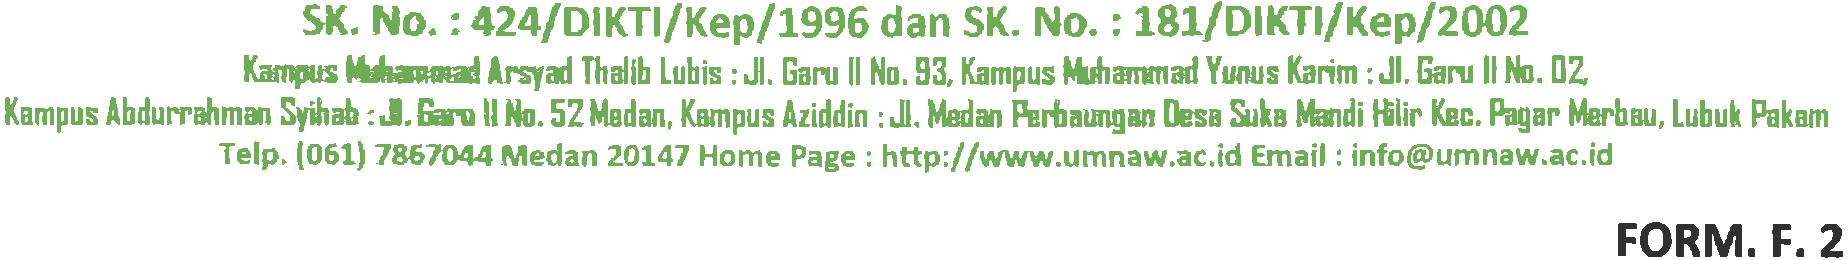 SK. No. : 424/DIKTI/Kep/1996 dan SK. No. : 181/DIKTI/Kep/2002
Kampus Muhammad Arsyad Thalib Lubis : Jl. Garu II No. 93, Kampus Muhammad Yunus Karim : Jl. Garu II No. 02,
Kampus Abdurrahman Syihab : Jl. Garu II No. 52 Medan, Kampus Aziddin : Jl. Medan Perbaungan Desa Suka Mandi Hilir Kec. Pagar Merbau, Lubuk Pakam
Telp. (061) 7867044 Medan 20147 Home Page : http://www.umnaw.ac.id Email : info@umnaw.ac.id
FORM. F. 2